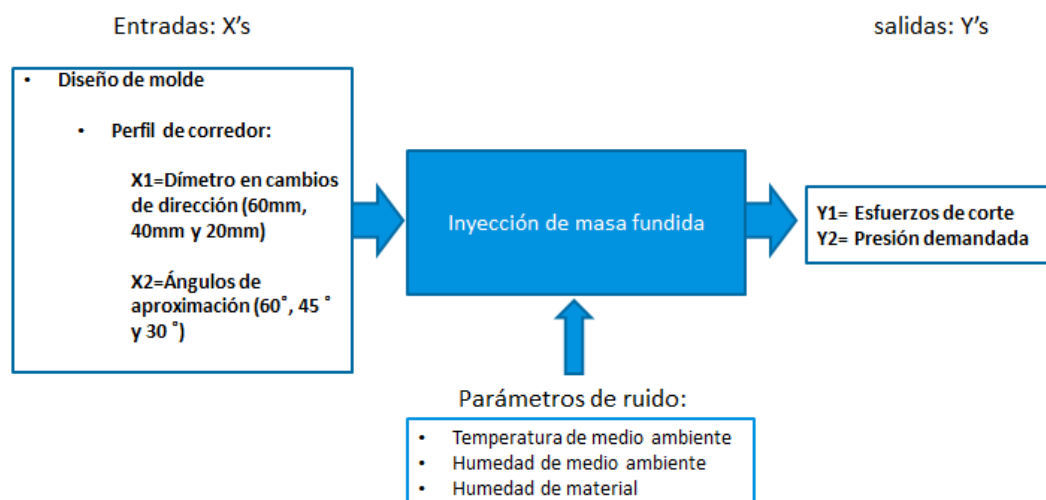 Entradas: X's
salidas: Y's
• Diseño de molde
• Perfil de corredor:
X1=Dímetro en cambios
de dirección (60mm,
40mm y 20mm)
X2=Ángulos de
aproximación (60˚, 45 ˚
y 30 ˚)
Inyección de masa fundida
Y1= Esfuerzos de corte
Y2= Presión demandada
Parámetros de ruido:
• Temperatura de medio ambiente
• Humedad de medio ambiente
• Humedad de material